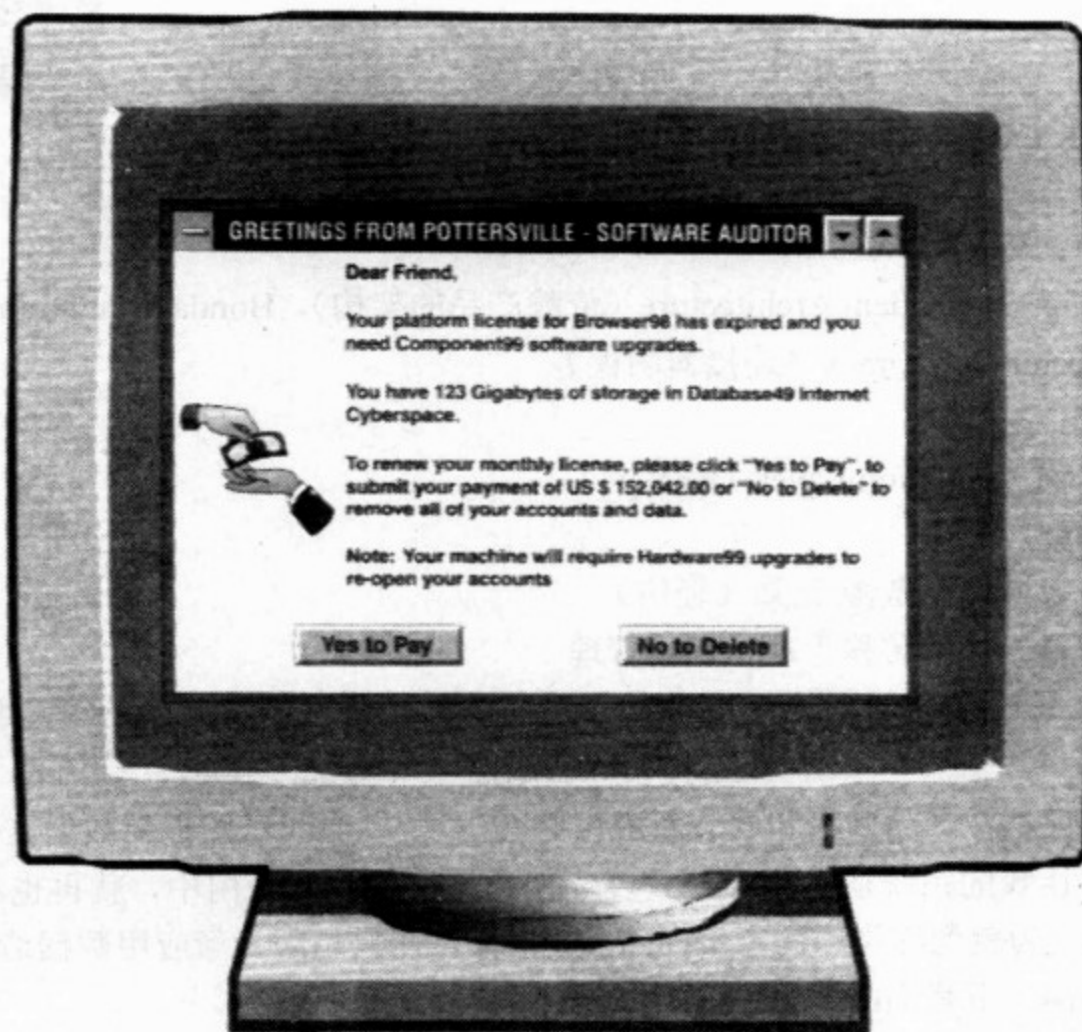 GREETINGS FROM POTTERSVILLE - SOFTWARE AUDITOR
Dear Friend,
Your platform license for Browser98 has expired and you
need Component99 software upgrades.
You have 123 Gigabytes of storage in Database49 Internet
Cyberspace.
To renew your monthly license, please click "Yes to Pay", to
submit your payment of US $ 152,042.00 or "No to Delete" to
remove all of your accounts and data.
Note: Your machine will require Hardware99 upgrades to
re-open your accounts
Yes to Pay
No to Delete